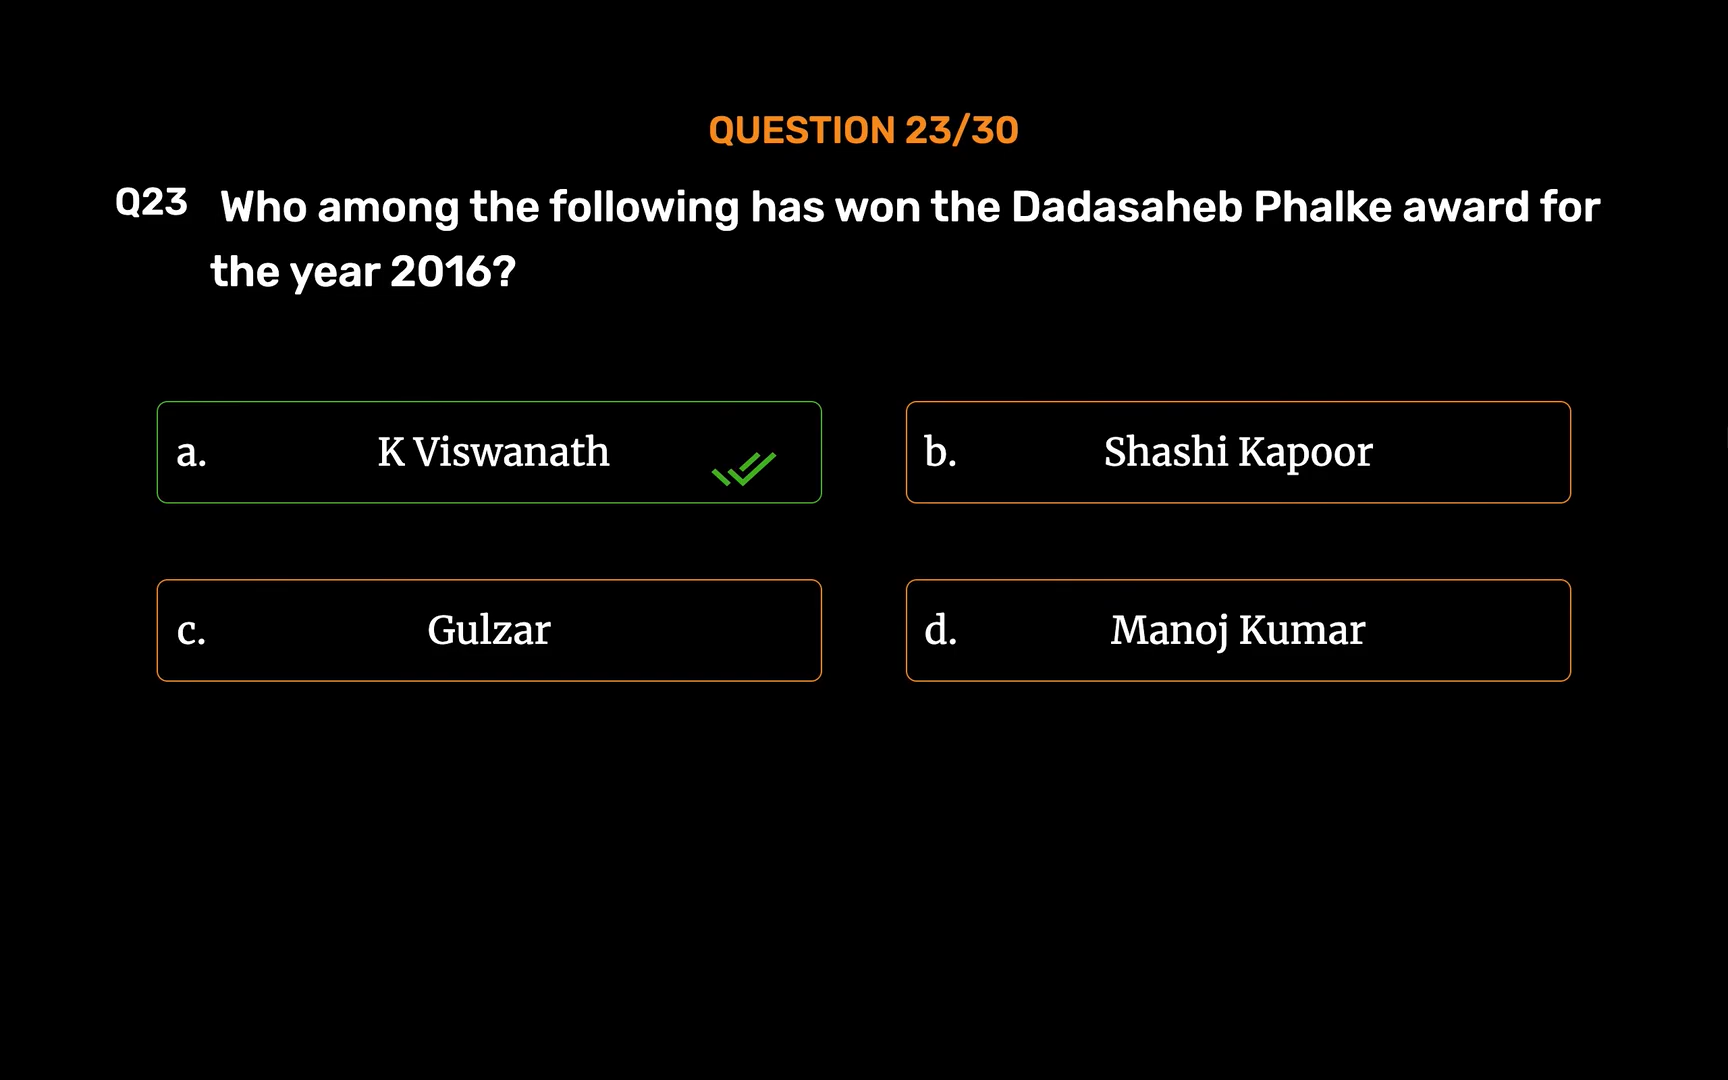 QUESTION 23/30
Q23 Who among the following has won the Dadasaheb Phalke award for
the year 2016?
a. K Viswanath
b. Shashi Kapoor
c. Gulzar
d. Manoj Kumar